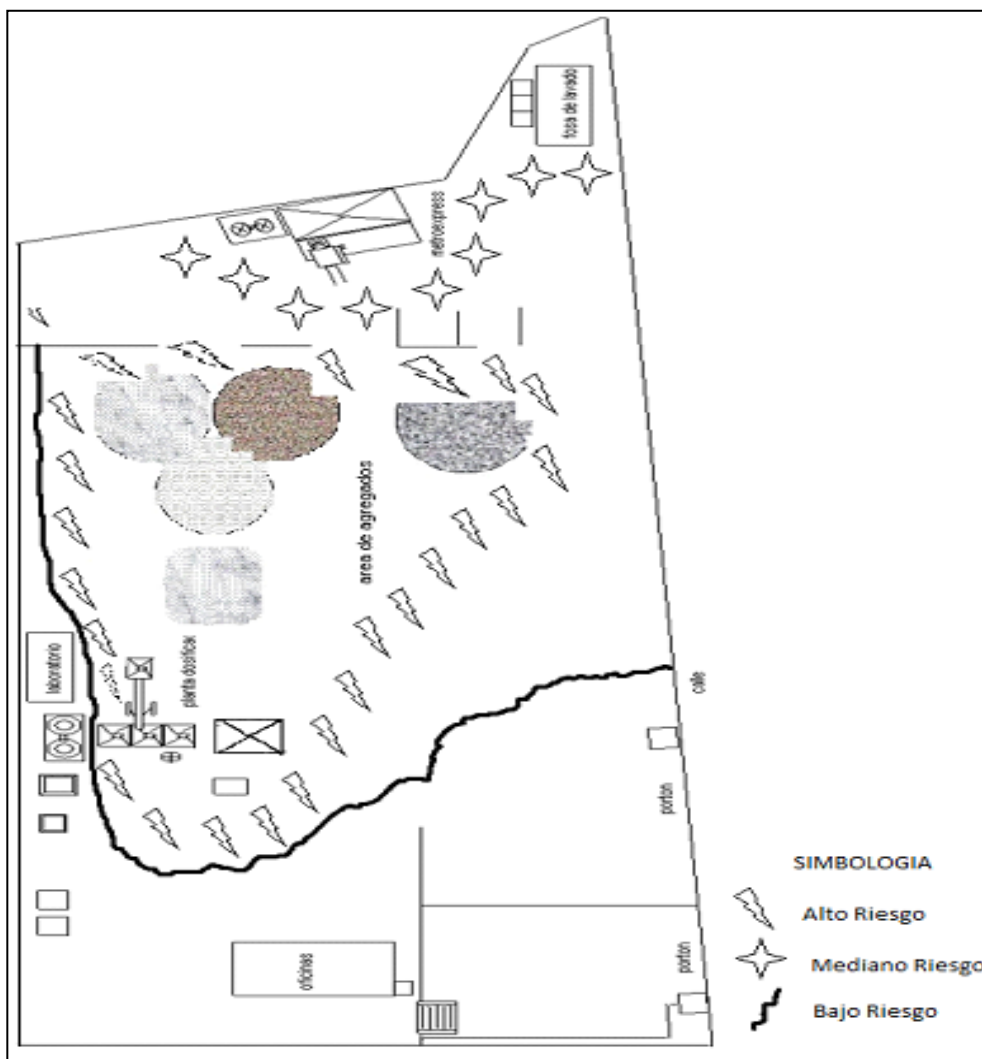 fosa de lavado
metroexpress
area de agregados
laboratorio
planta dosificar
calle
porton
SIMBOLOGIA
Alto Riesgo
porton
Mediano Riesgo
oficinas
Bajo Riesgo